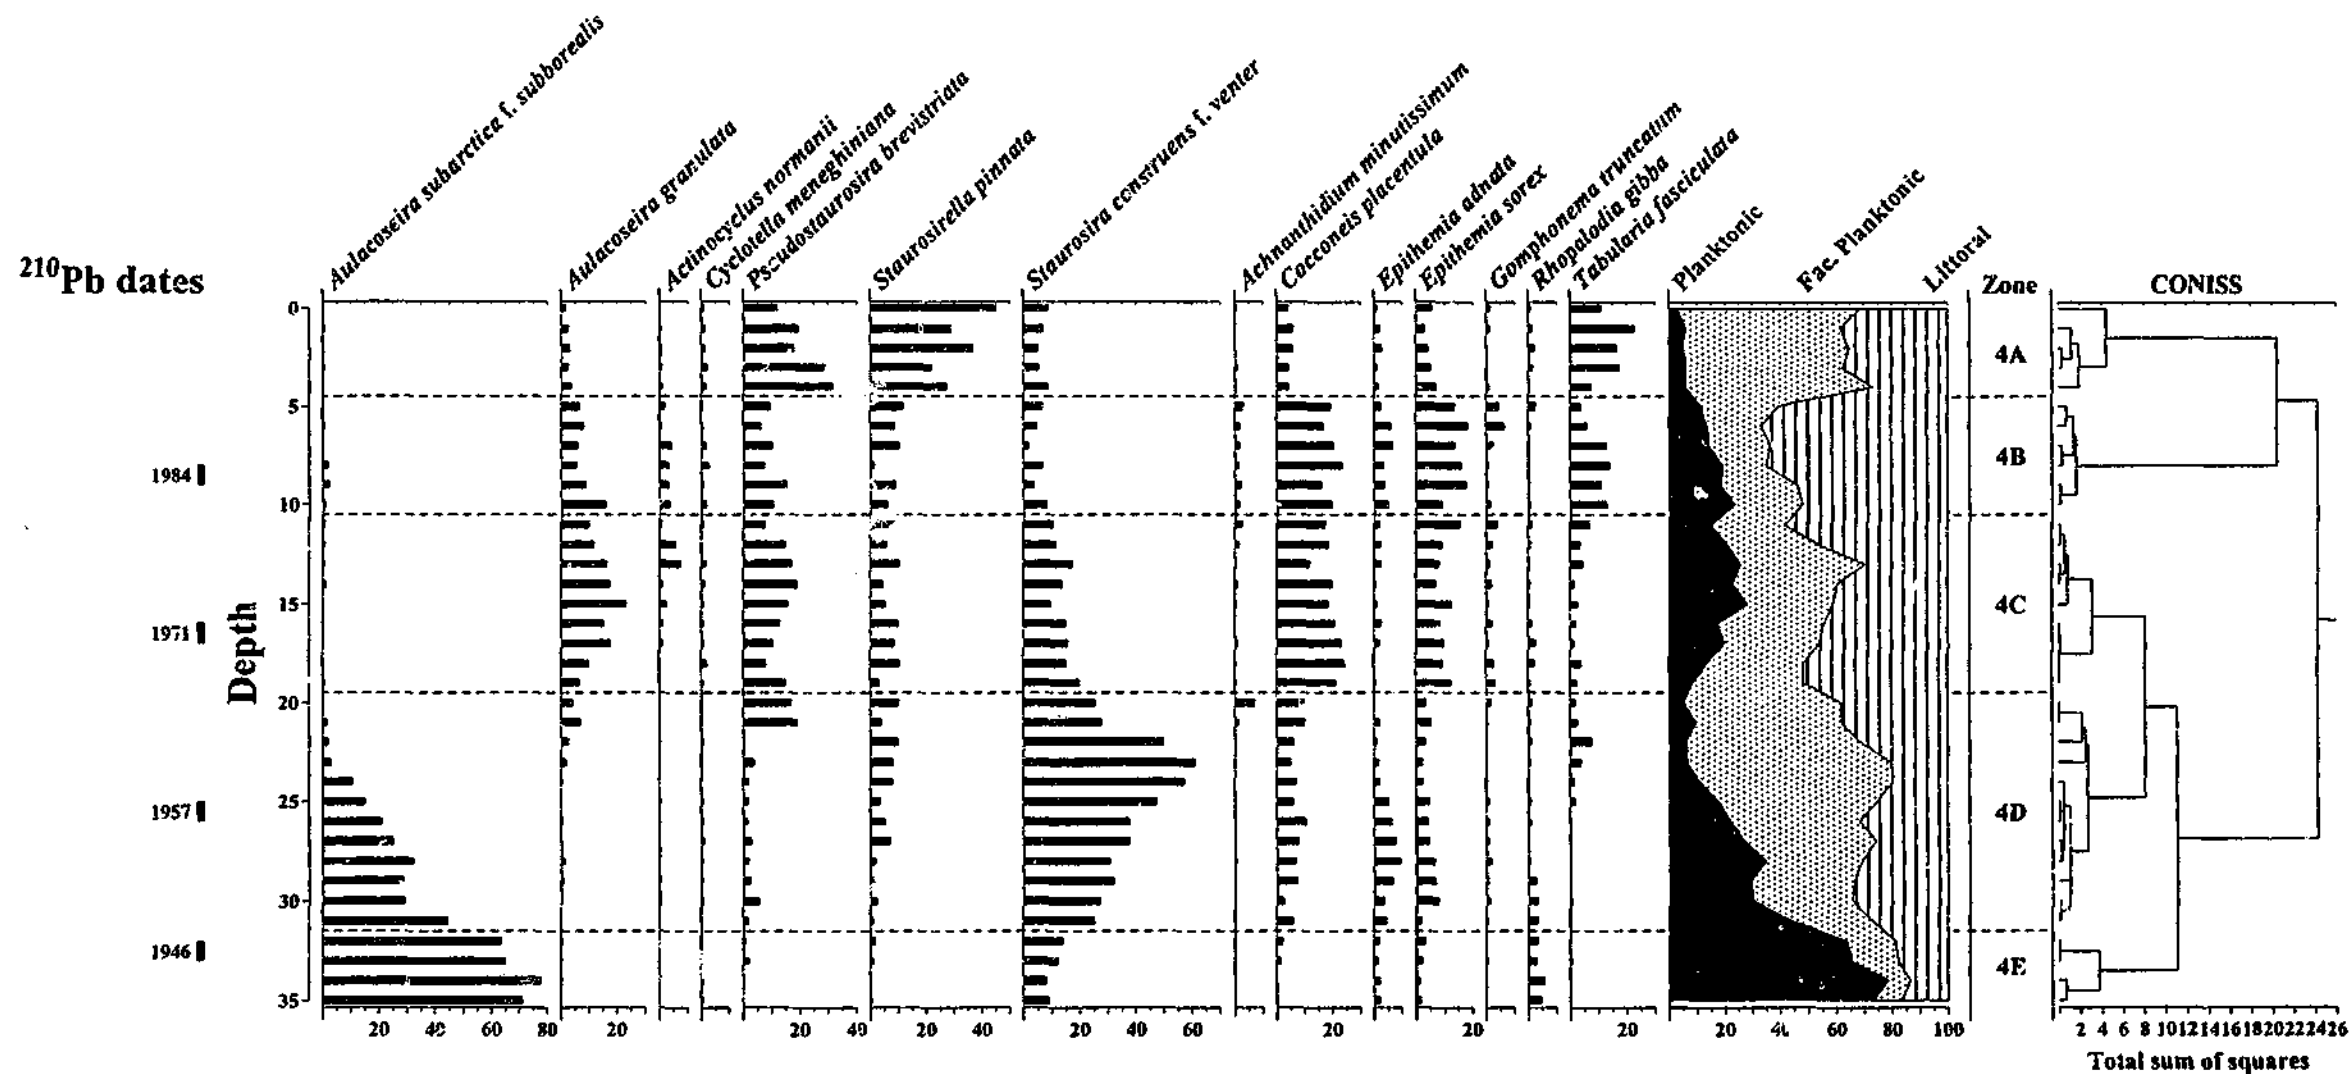 Aulacoseira subarctica f. subborealis
Aulacoseira granulata
Actinocyclus normanii
Cyclotella meneghiniana
Pseudostaurosira brevistriata
Staurosirella pinnata
Staurosira construens f. venter
Achnanthidium minutissimum
Cocconeis placentula
Epithemia adnata
Epithemia sorex
Gomphonema truncatum
Rhopalodia gibba
Tabularia fasciculata
Planktonic
Fac. Planktonic
Littoral
210Pb dates
Zone
CONISS
0
5
10
15
20
25
30
35
Depth
1984
1971
1957
1946
4A
4B
4C
4D
4E
20 40 60 80 20 20 40 20 40 20 40 60 20 20 20 20 40 60 80 100 2 4 6 8 10 12 14 16 18 20 22 24 26
Total sum of squares